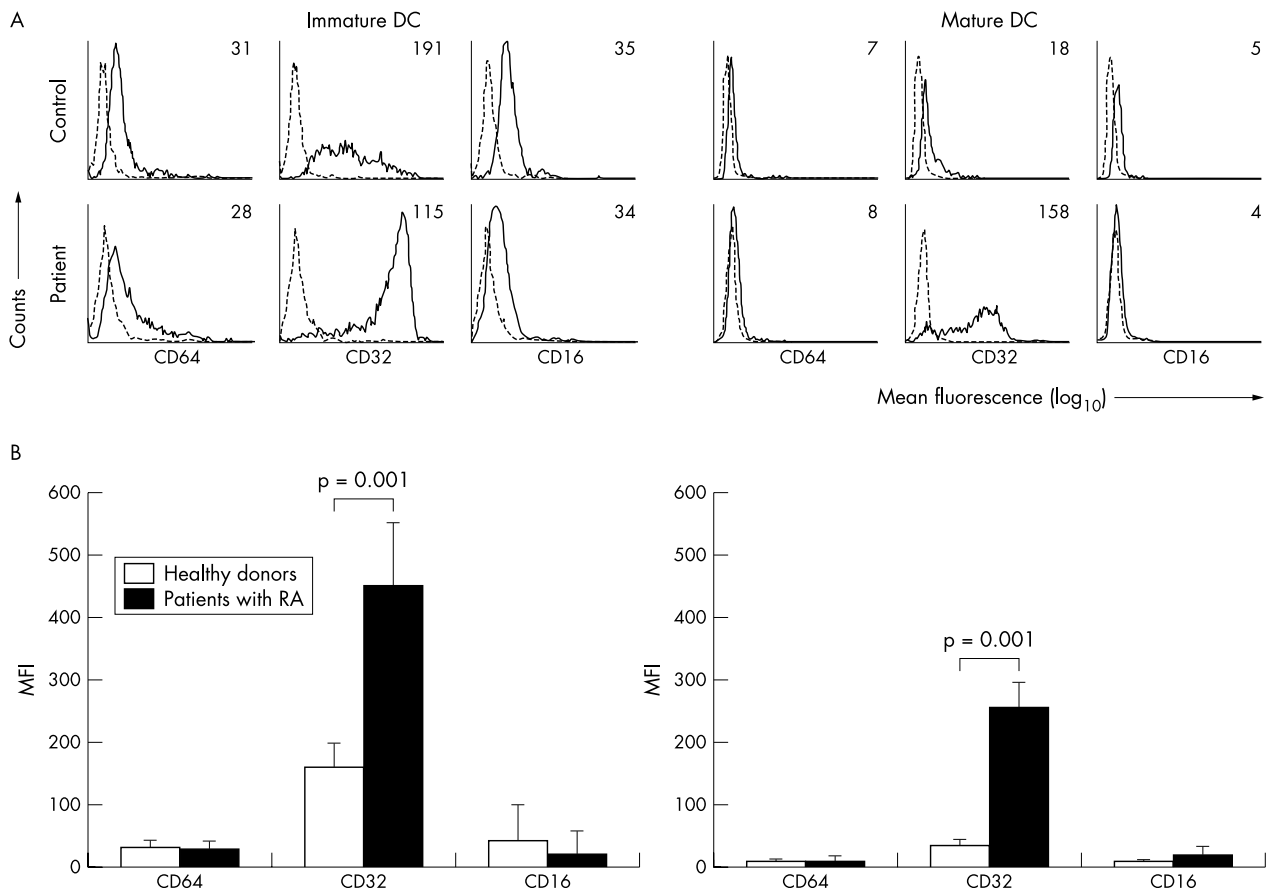 A
Immature DC
Mature DC
Control
31
191
35
7
18
5
Patient
28
115
34
8
158
4
Counts
CD64
CD32
CD16
CD64
CD32
CD16
Mean fluorescence (log10)
B
MFI
600
500
400
300
200
100
0
p = 0.001
Healthy donors
Patients with RA
CD64
CD32
CD16
MFI
600
500
400
300
200
100
0
p = 0.001
CD64
CD32
CD16